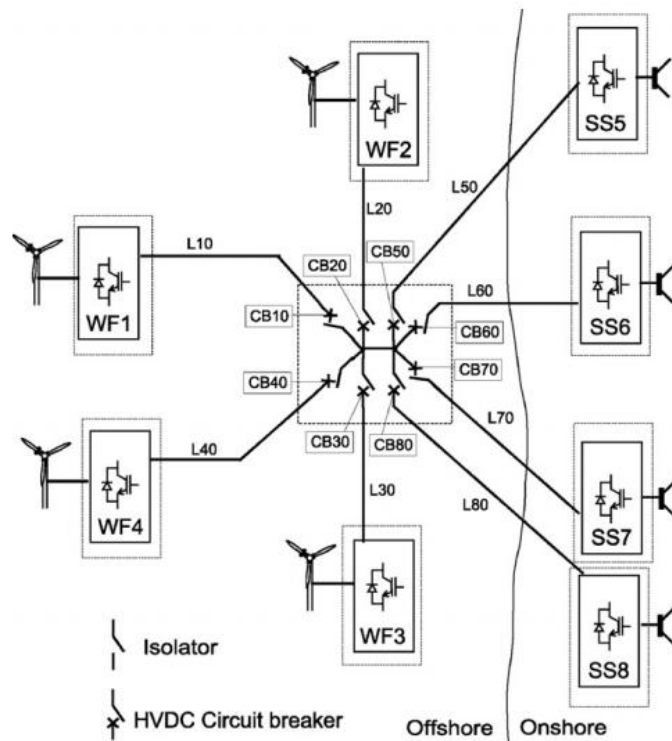 WF2
SS5
L50
L20
L10
CB20
CB50
WF1
CB10
L60
CB60
SS6
CB40
CB70
CB30
CB80
L70
L40
WF4
L30
L80
SS7
WF3
SS8
Isolator
HVDC Circuit breaker
Offshore
Onshore